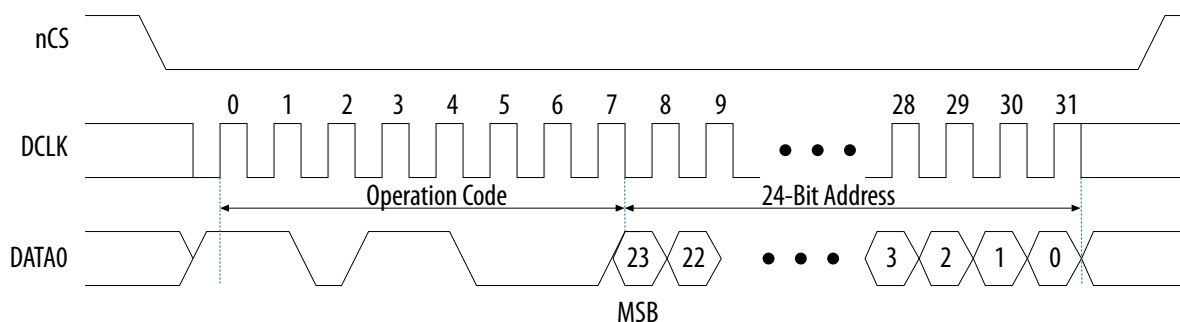 nCS
0 1 2 3 4 5 6 7 8 9 28 29 30 31
DCLK
Operation Code 24-Bit Address
DATA0 23 22 3 2 1 0
MSB